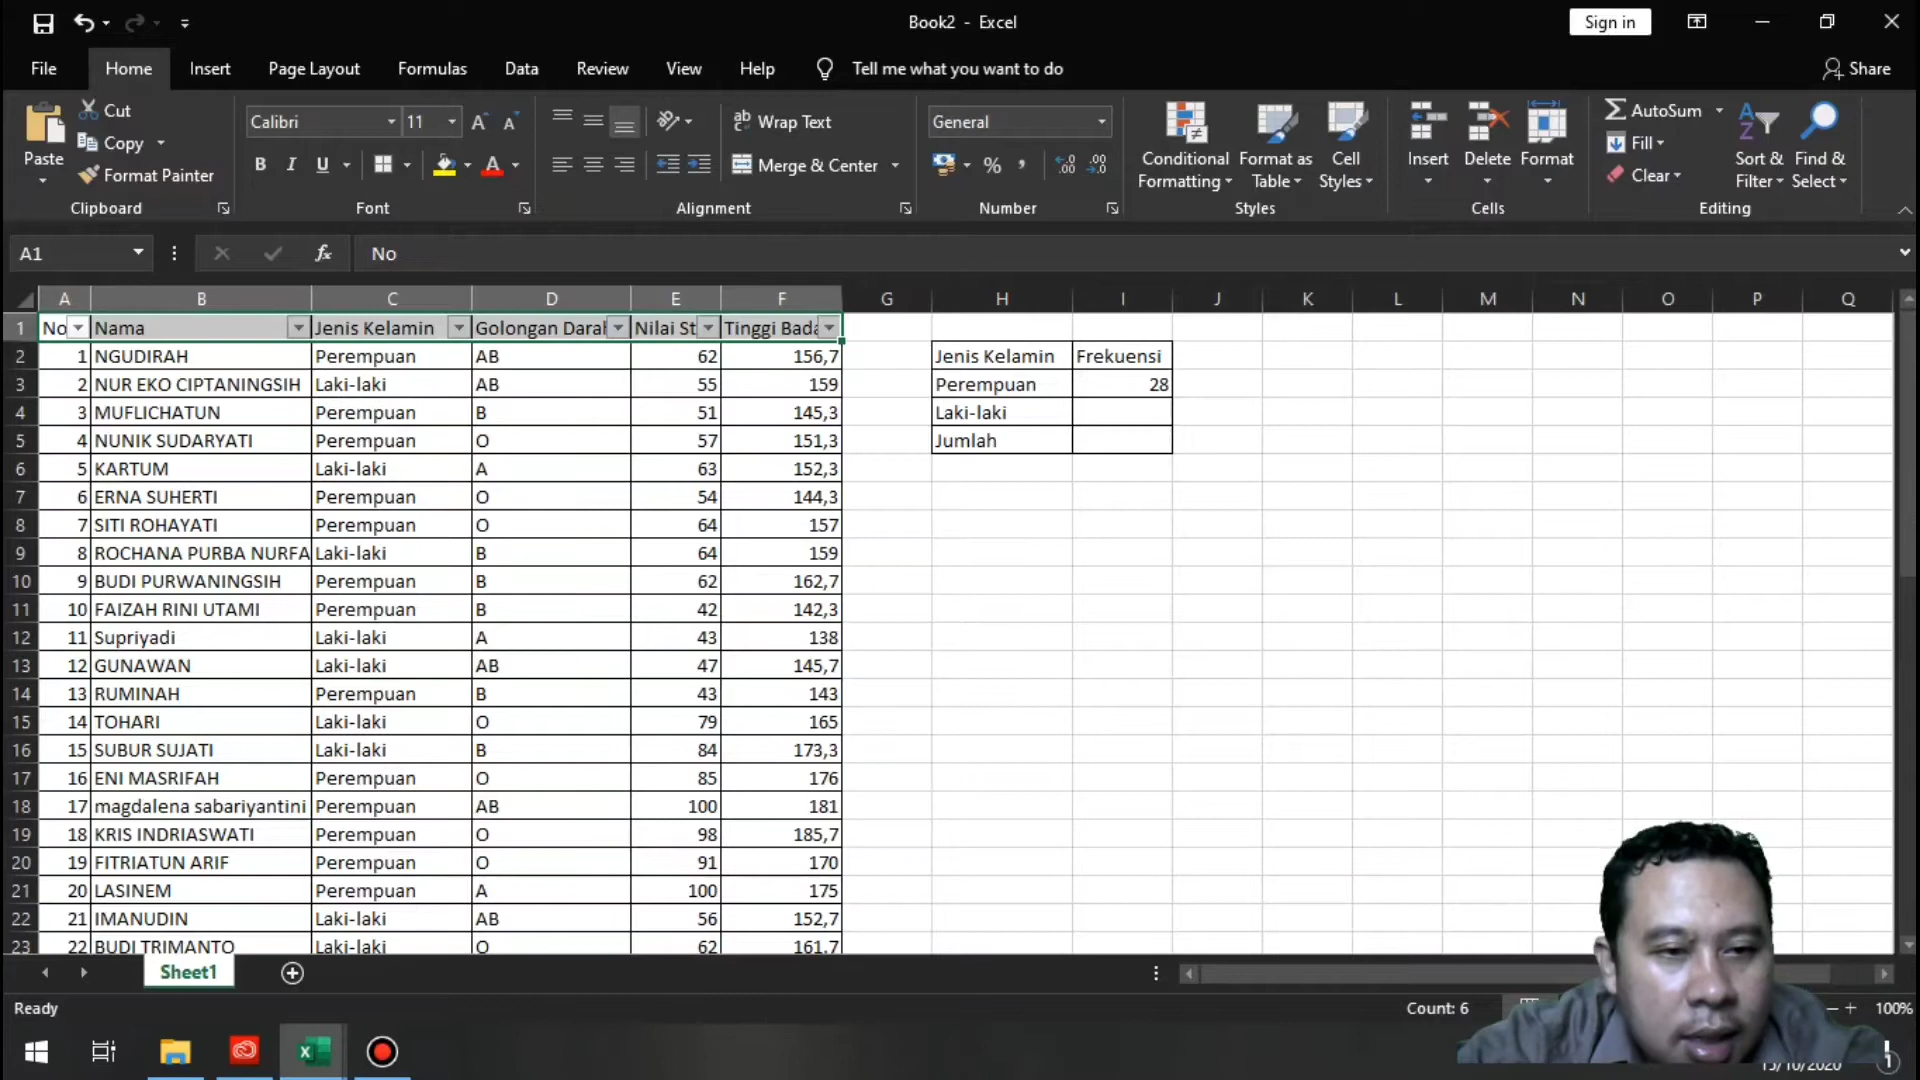 Book2 - Excel
Sign in
File Home Insert Page Layout Formulas Data Review View Help Tell me what you want to do Share
Cut
Copy
Format Painter
Paste
Clipboard
Calibri 11
B I U
Font
Wrap Text
Merge & Center
Alignment
General
Number
Conditional Formatting
Format as Table
Cell Styles
Styles
Insert Delete Format
Cells
AutoSum
Fill
Clear
Sort & Filter
Find & Select
Editing
A1 fx No
A B C D E F G H I J K L M N O P Q
1 No Nama Jenis Kelamin Golongan Darah Nilai St Tinggi Bada
2 1 NGUDIRAH Perempuan AB 62 156,7 Jenis Kelamin Frekuensi
3 2 NUR EKO CIPTANINGSIH Laki-laki AB 55 159 Perempuan 28
4 3 MUFLICHATUN Perempuan B 51 145,3 Laki-laki
5 4 NUNIK SUDARYATI Perempuan O 57 151,3 Jumlah
6 5 KARTUM Laki-laki A 63 152,3
7 6 ERNA SUHERTI Perempuan O 54 144,3
8 7 SITI ROHAYATI Perempuan O 64 157
9 8 ROCHANA PURBA NURFA Laki-laki B 64 159
10 9 BUDI PURWANINGSIH Perempuan B 62 162,7
11 10 FAIZAH RINI UTAMI Perempuan B 42 142,3
12 11 Supriyadi Laki-laki A 43 138
13 12 GUNAWAN Laki-laki AB 47 145,7
14 13 RUMINAH Perempuan B 43 143
15 14 TOHARI Laki-laki O 79 165
16 15 SUBUR SUJATI Laki-laki B 84 173,3
17 16 ENI MASRIFAH Perempuan O 85 176
18 17 magdalena sabariyantini Perempuan AB 100 181
19 18 KRIS INDRIASWATI Perempuan O 98 185,7
20 19 FITRIATUN ARIF Perempuan O 91 170
21 20 LASINEM Perempuan A 100 175
22 21 IMANUDIN Laki-laki AB 56 152,7
23 22 BUDI TRIMANTO Laki-laki O 62 161,7
Sheet1
Ready Count: 6 100%
15/10/2020